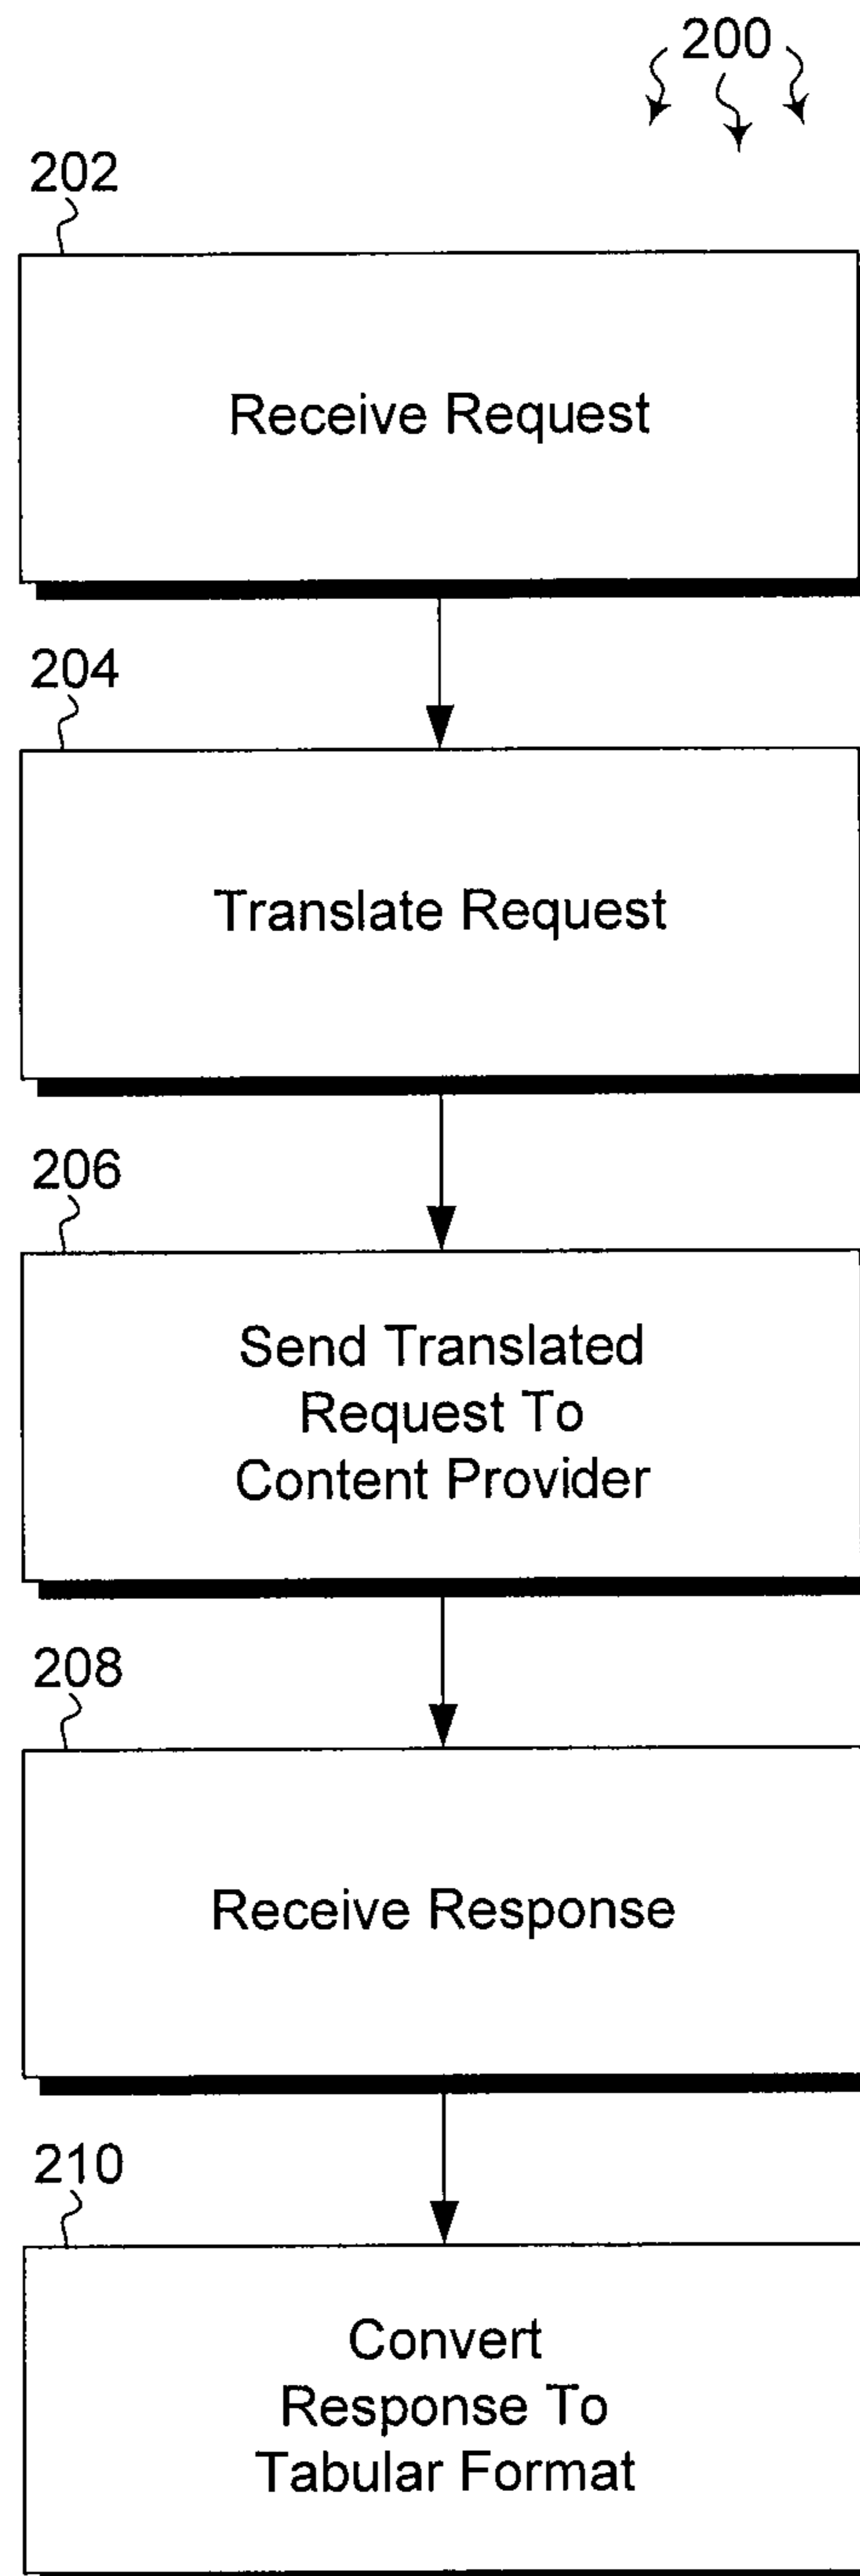 200
202
Receive Request
204
Translate Request
206
Send Translated
Request To
Content Provider
208
Receive Response
210
Convert
Response To
Tabular Format